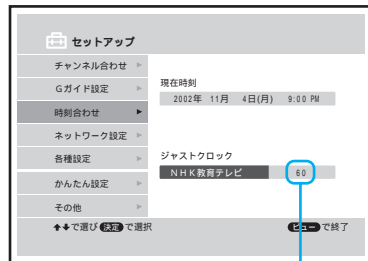 セットアップ
チャンネル合わせ
Gガイド設定
時刻合わせ
ネットワーク設定
各種設定
かんたん設定
その他
現在時刻
2002年 11月 4日(月) 9:00 PM
ジャストクロック
NHK教育テレビ 60
で選び 決定 で選択
ビュー で終了